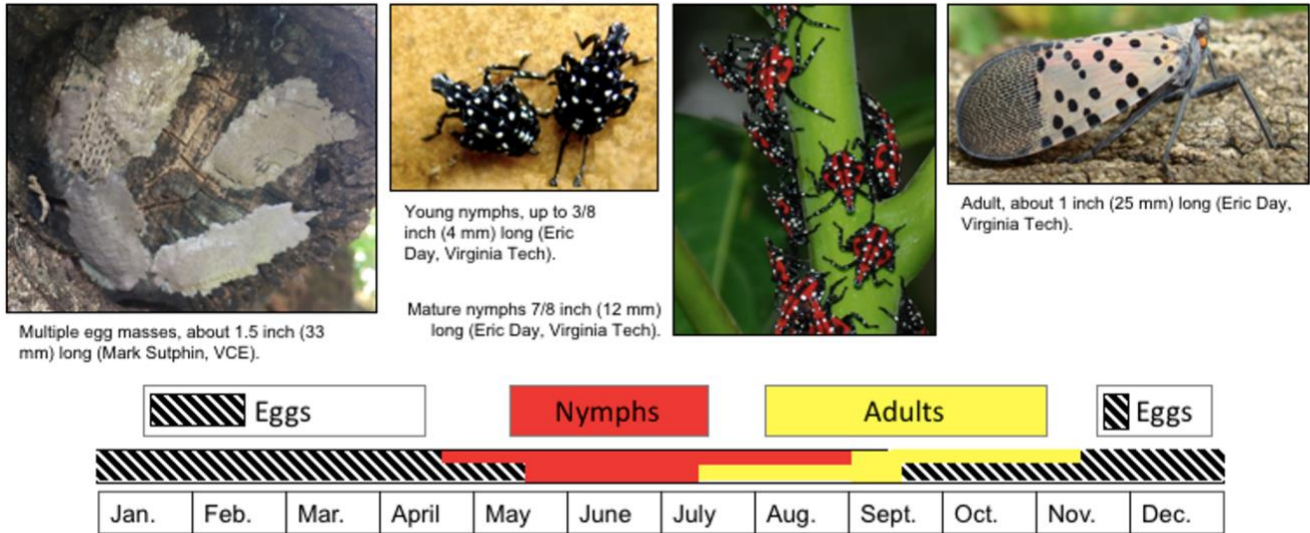 Multiple egg masses, about 1.5 inch (33
mm) long (Mark Sutphin, VCE).
Young nymphs, up to 3/8
inch (4 mm) long (Eric
Day, Virginia Tech).
Mature nymphs 7/8 inch (12 mm)
long (Eric Day, Virginia Tech).
Adult, about 1 inch (25 mm) long (Eric Day,
Virginia Tech).
Eggs
Nymphs
Adults
Eggs
Jan.
Feb.
Mar.
April
May
June
July
Aug.
Sept.
Oct.
Nov.
Dec.